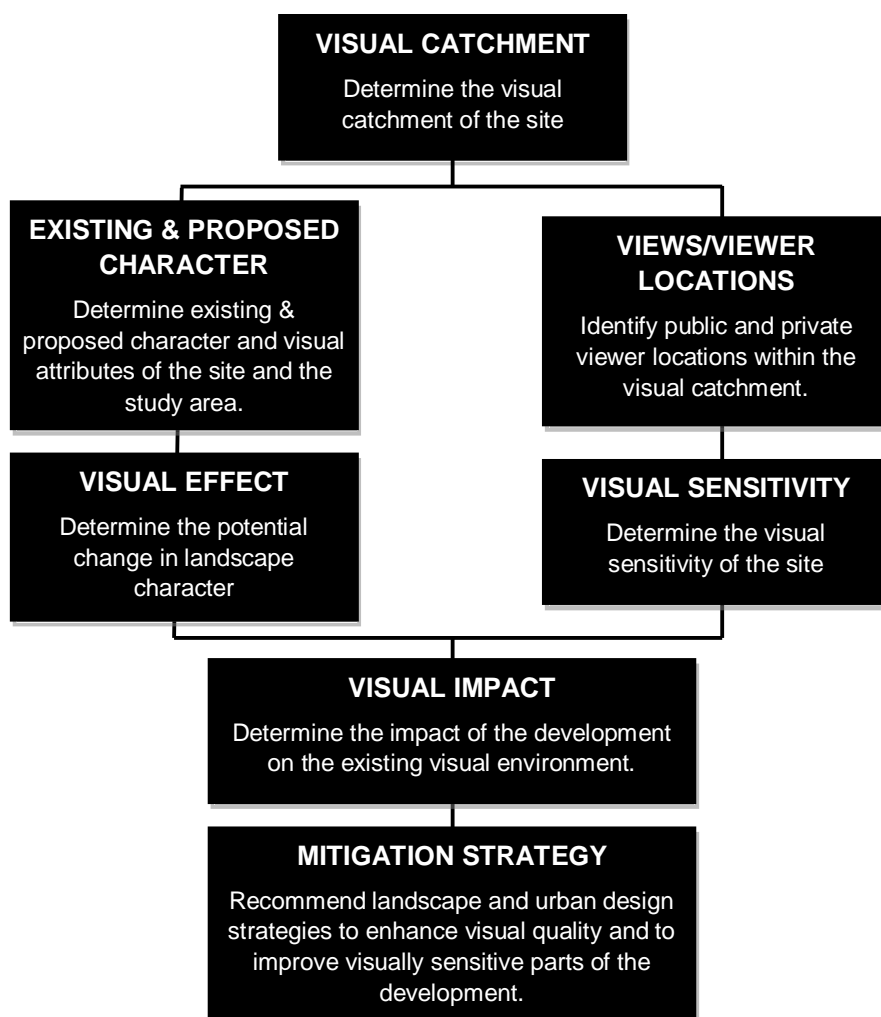 VISUAL CATCHMENT
Determine the visual
catchment of the site
EXISTING & PROPOSED
CHARACTER
Determine existing &
proposed character and visual
attributes of the site and the
study area.
VIEWS/VIEWER
LOCATIONS
Identify public and private
viewer locations within the
visual catchment.
VISUAL EFFECT
Determine the potential
change in landscape
character
VISUAL SENSITIVITY
Determine the visual
sensitivity of the site
VISUAL IMPACT
Determine the impact of the development
on the existing visual environment.
MITIGATION STRATEGY
Recommend landscape and urban design
strategies to enhance visual quality and to
improve visually sensitive parts of the
development.